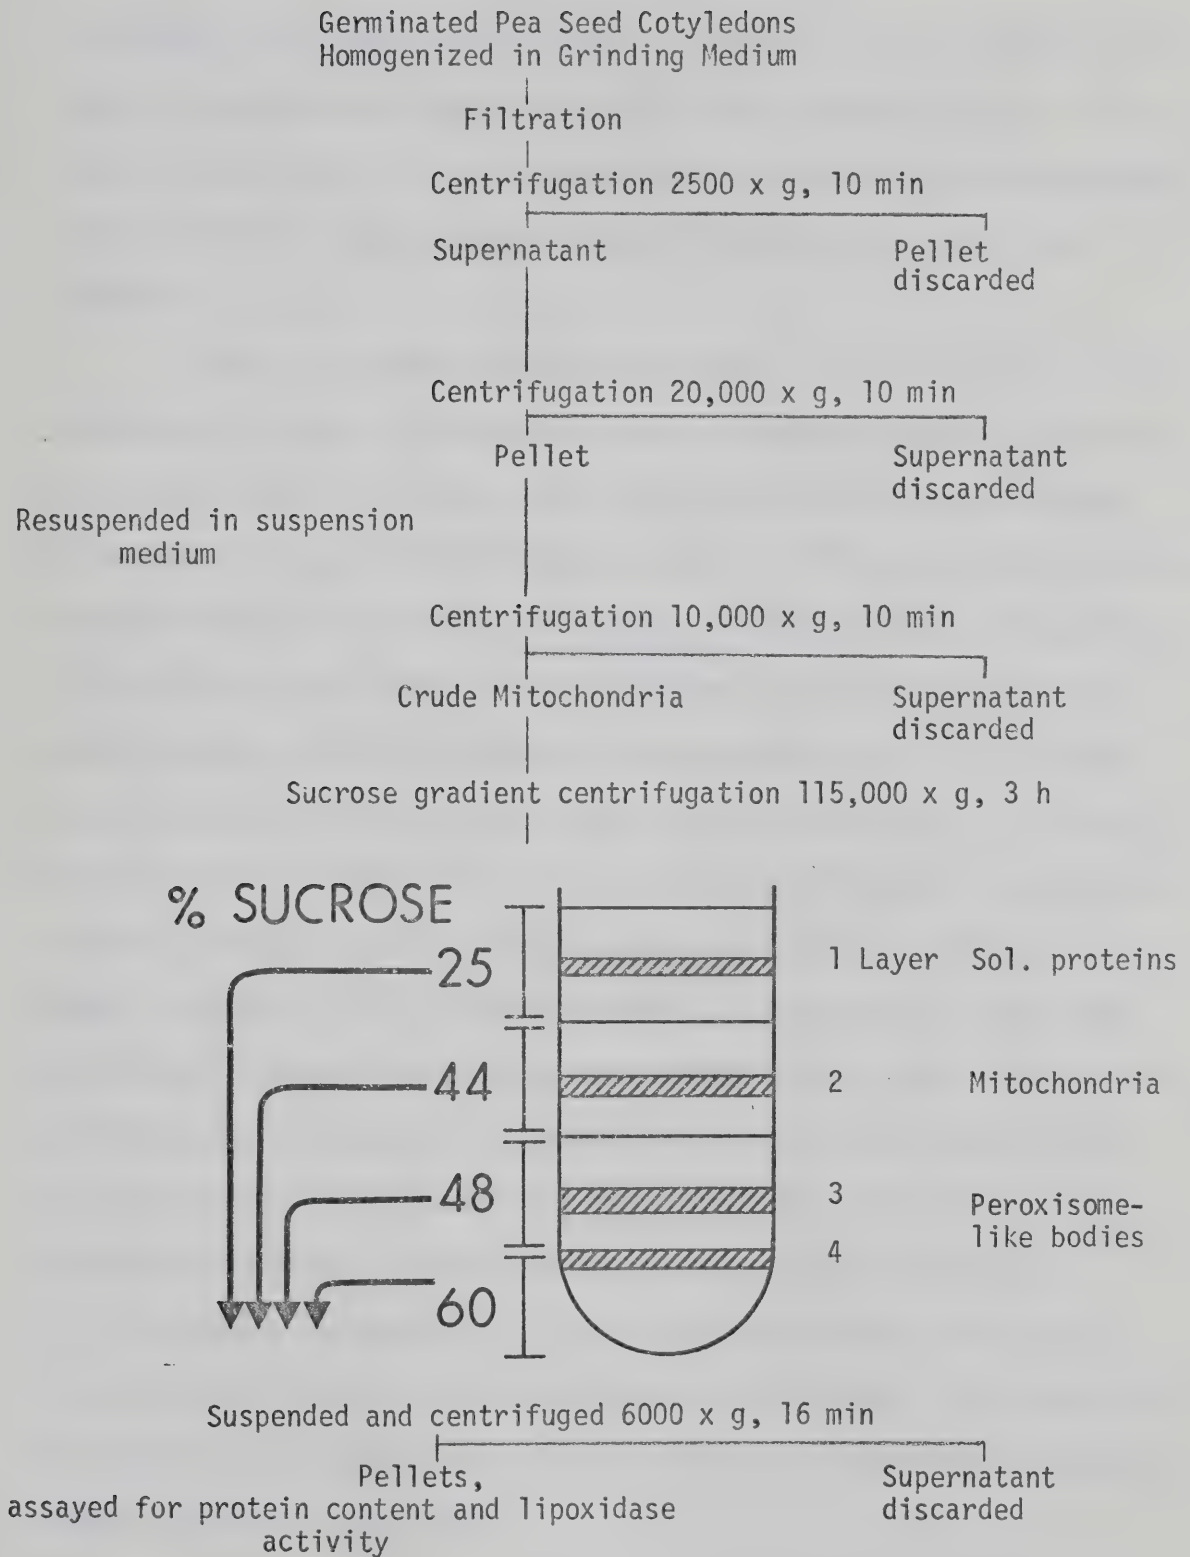 Germinated Pea Seed Cotyledons
Homogenized in Grinding Medium
Filtration
Centrifugation 2500 x g, 10 min
Supernatant
Pellet
discarded
Centrifugation 20,000 x g, 10 min
Pellet
Supernatant
discarded
Resuspended in suspension
medium
Centrifugation 10,000 x g, 10 min
Crude Mitochondria
Supernatant
discarded
Sucrose gradient centrifugation 115,000 x g, 3 h
% SUCROSE
25
1 Layer Sol. proteins
44
2 Mitochondria
48
3
Peroxisome-
like bodies
4
60
Suspended and centrifuged 6000 x g, 16 min
Pellets,
assayed for protein content and lipoxidase
activity
Supernatant
discarded